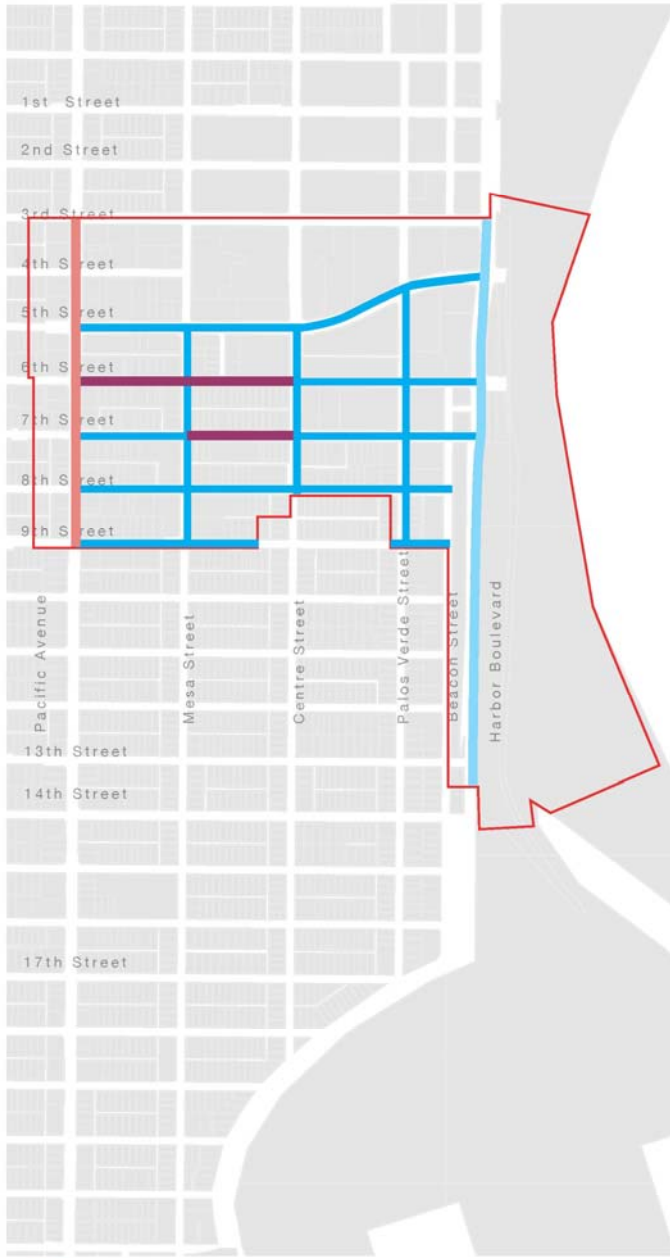 1st Street
2nd Street
3rd Street
4th Street
5th Street
6th Street
7th Street
8th Street
9th Street
Pacific Avenue
Mesa Street
Centre Street
Palos Verde Street
Beacon Street
Harbor Boulevard
13th Street
14th Street
17th Street